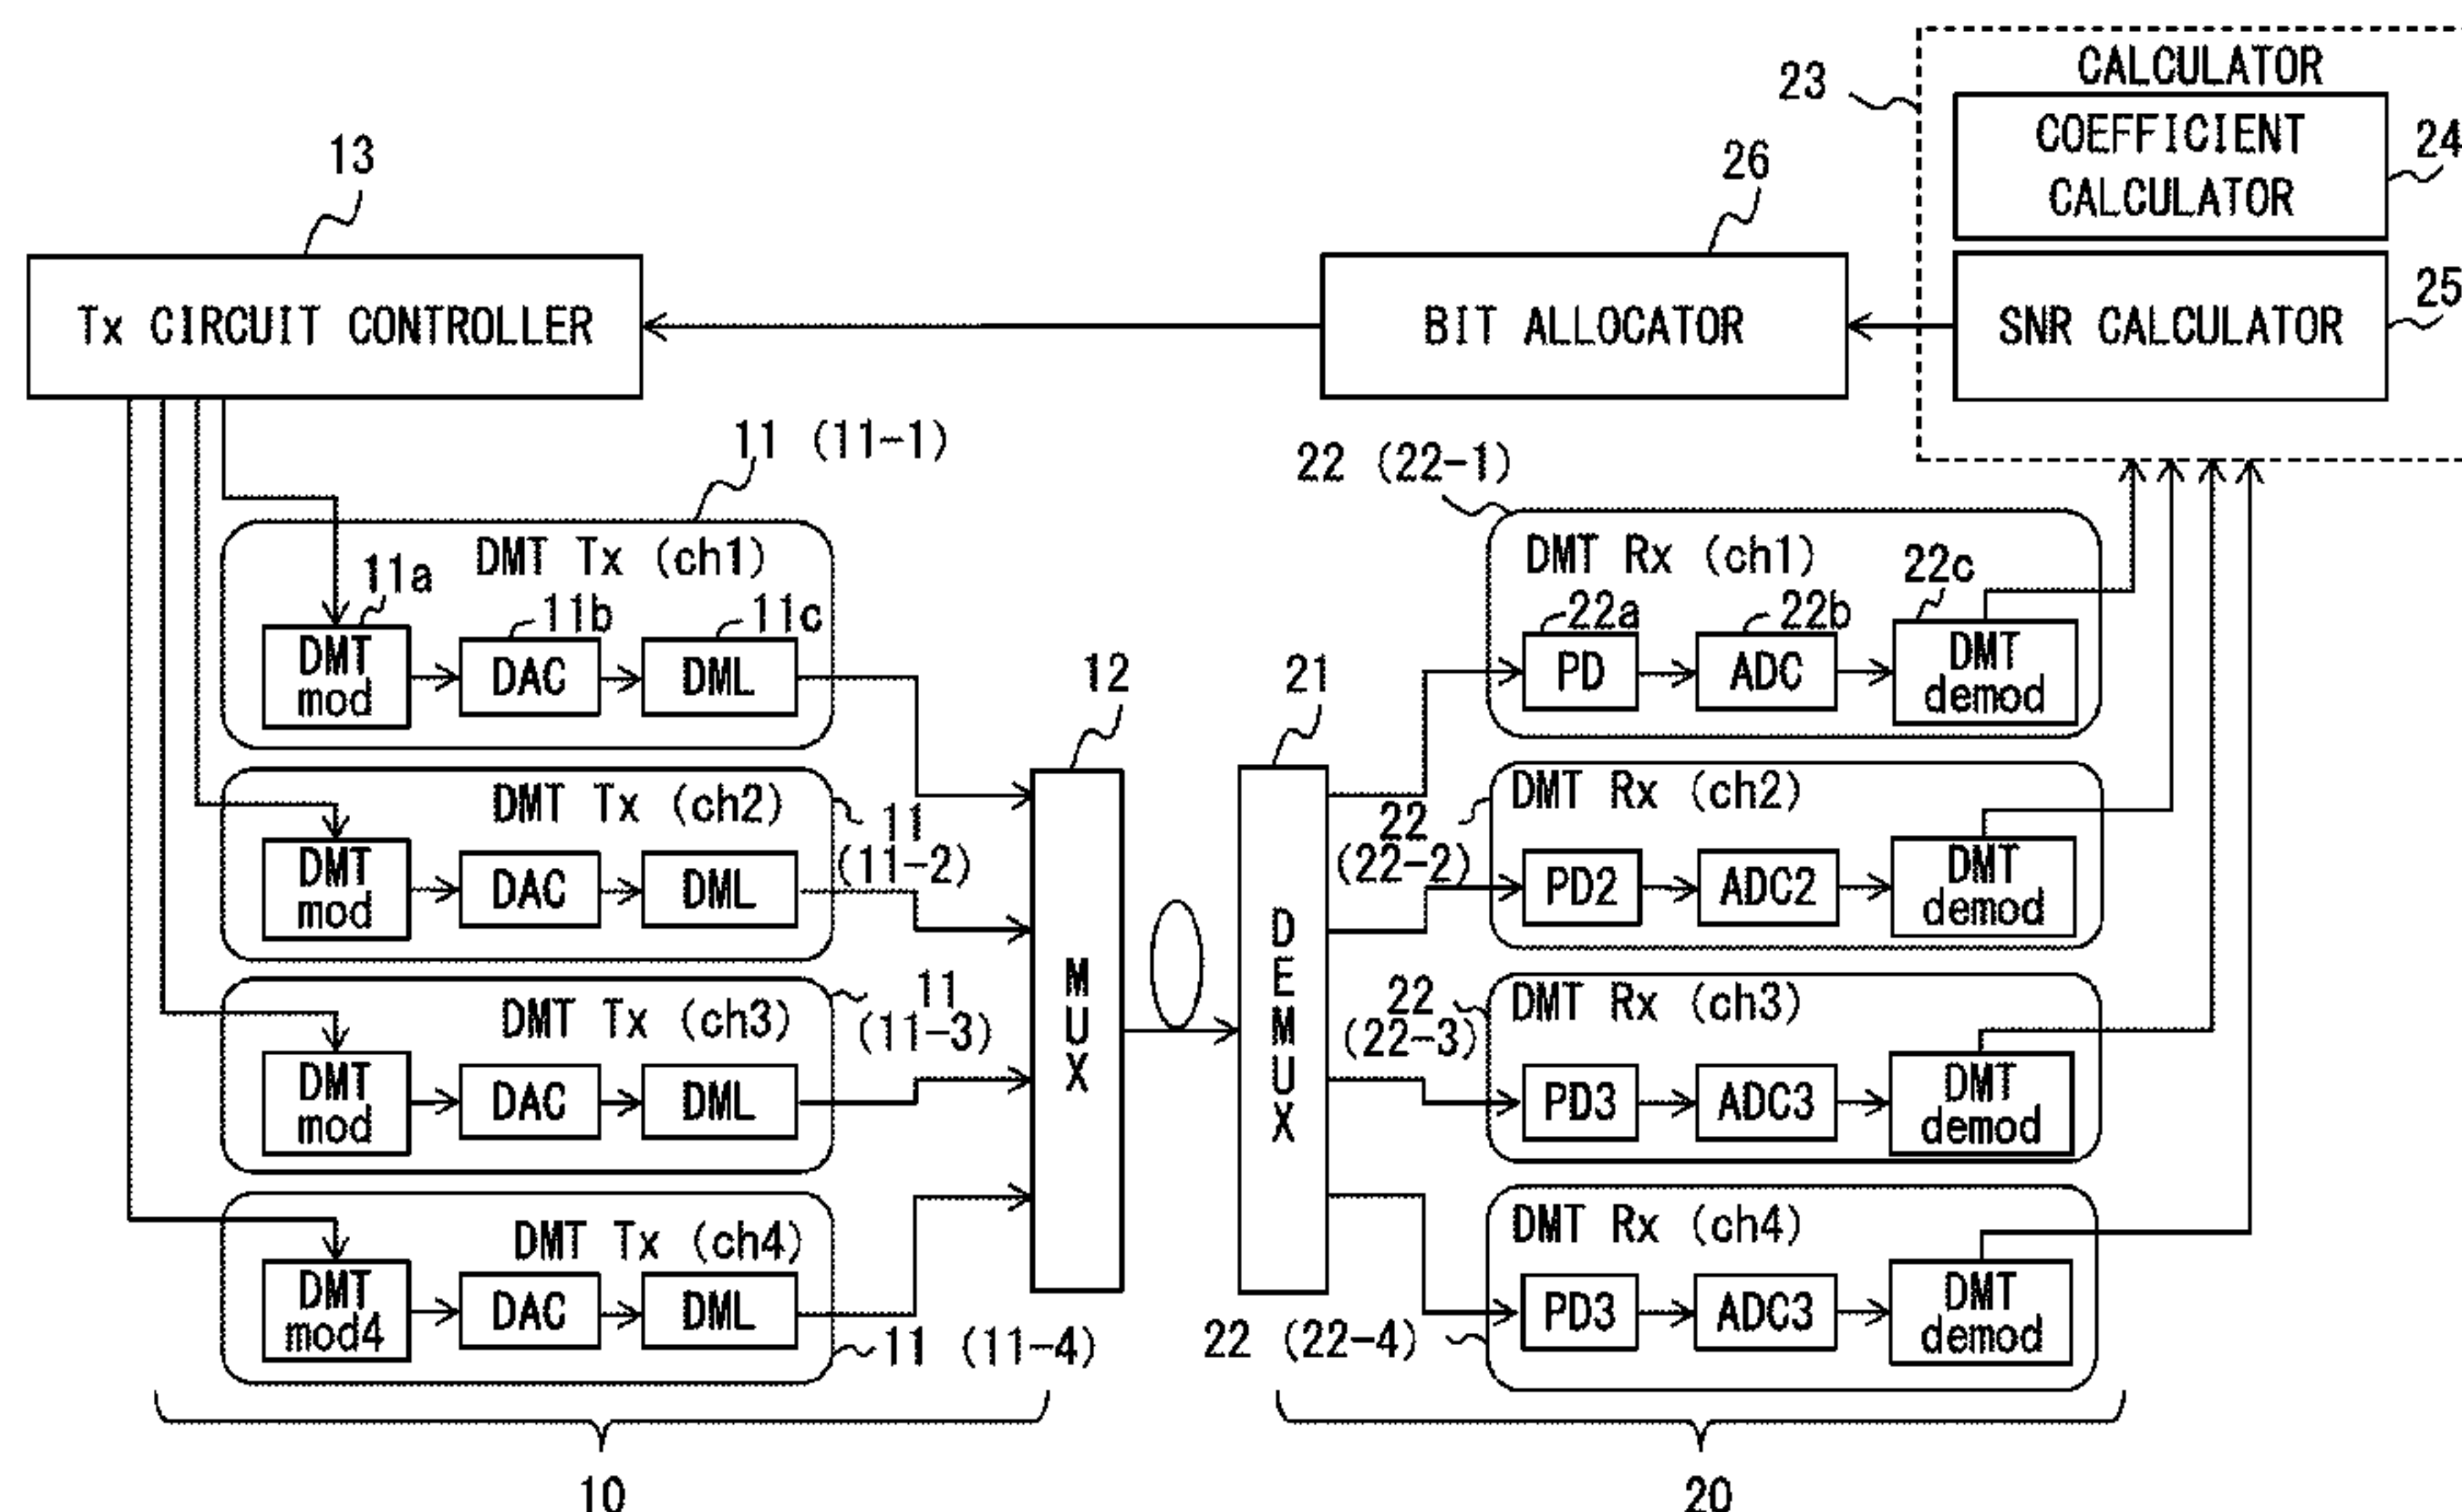 CALCULATOR
23
COEFFICIENT
CALCULATOR
24
13
26
Tx CIRCUIT CONTROLLER
BIT ALLOCATOR
SNR CALCULATOR
25
11 (11-1)
22 (22-1)
DMT Tx (ch1)
11a
11b
11c
DMT
mod
DAC
DML
DMT Rx (ch1)
22a
22b
22c
PD
ADC
DMT
demod
12
21
DMT Tx (ch2)
11
(11-2)
DMT
mod
DAC
DML
22
(22-2)
DMT Rx (ch2)
PD2
ADC2
DMT
demod
MUX
DEMUX
DMT Tx (ch3)
11
(11-3)
DMT
mod
DAC
DML
22
(22-3)
DMT Rx (ch3)
PD3
ADC3
DMT
demod
DMT Tx (ch4)
DMT
mod4
DAC
DML
11 (11-4)
DMT Rx (ch4)
PD3
ADC3
DMT
demod
22 (22-4)
10
20